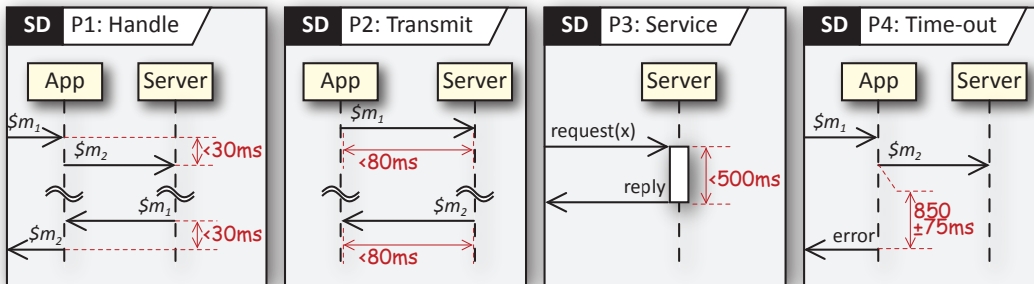 SD P1: Handle
App Server
$m1
<30ms
$m2
$m1
<30ms
$m2
SD P2: Transmit
App Server
$m1
<80ms
$m2
<80ms
SD P3: Service
Server
request(x)
<500ms
reply
SD P4: Time-out
App Server
$m1
$m2
850
±75ms
error